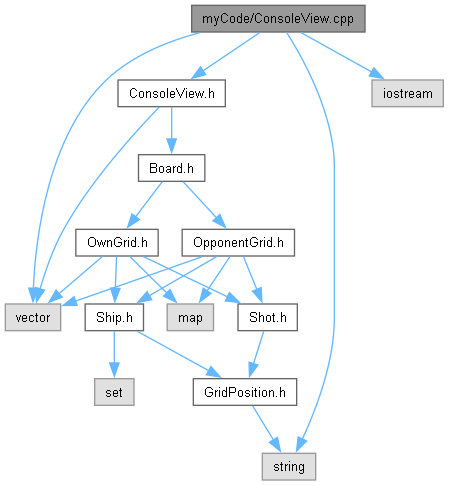 myCode/ConsoleView.cpp
ConsoleView.h
iostream
Board.h
OwnGrid.h
OpponentGrid.h
vector
Ship.h
map
Shot.h
set
GridPosition.h
string